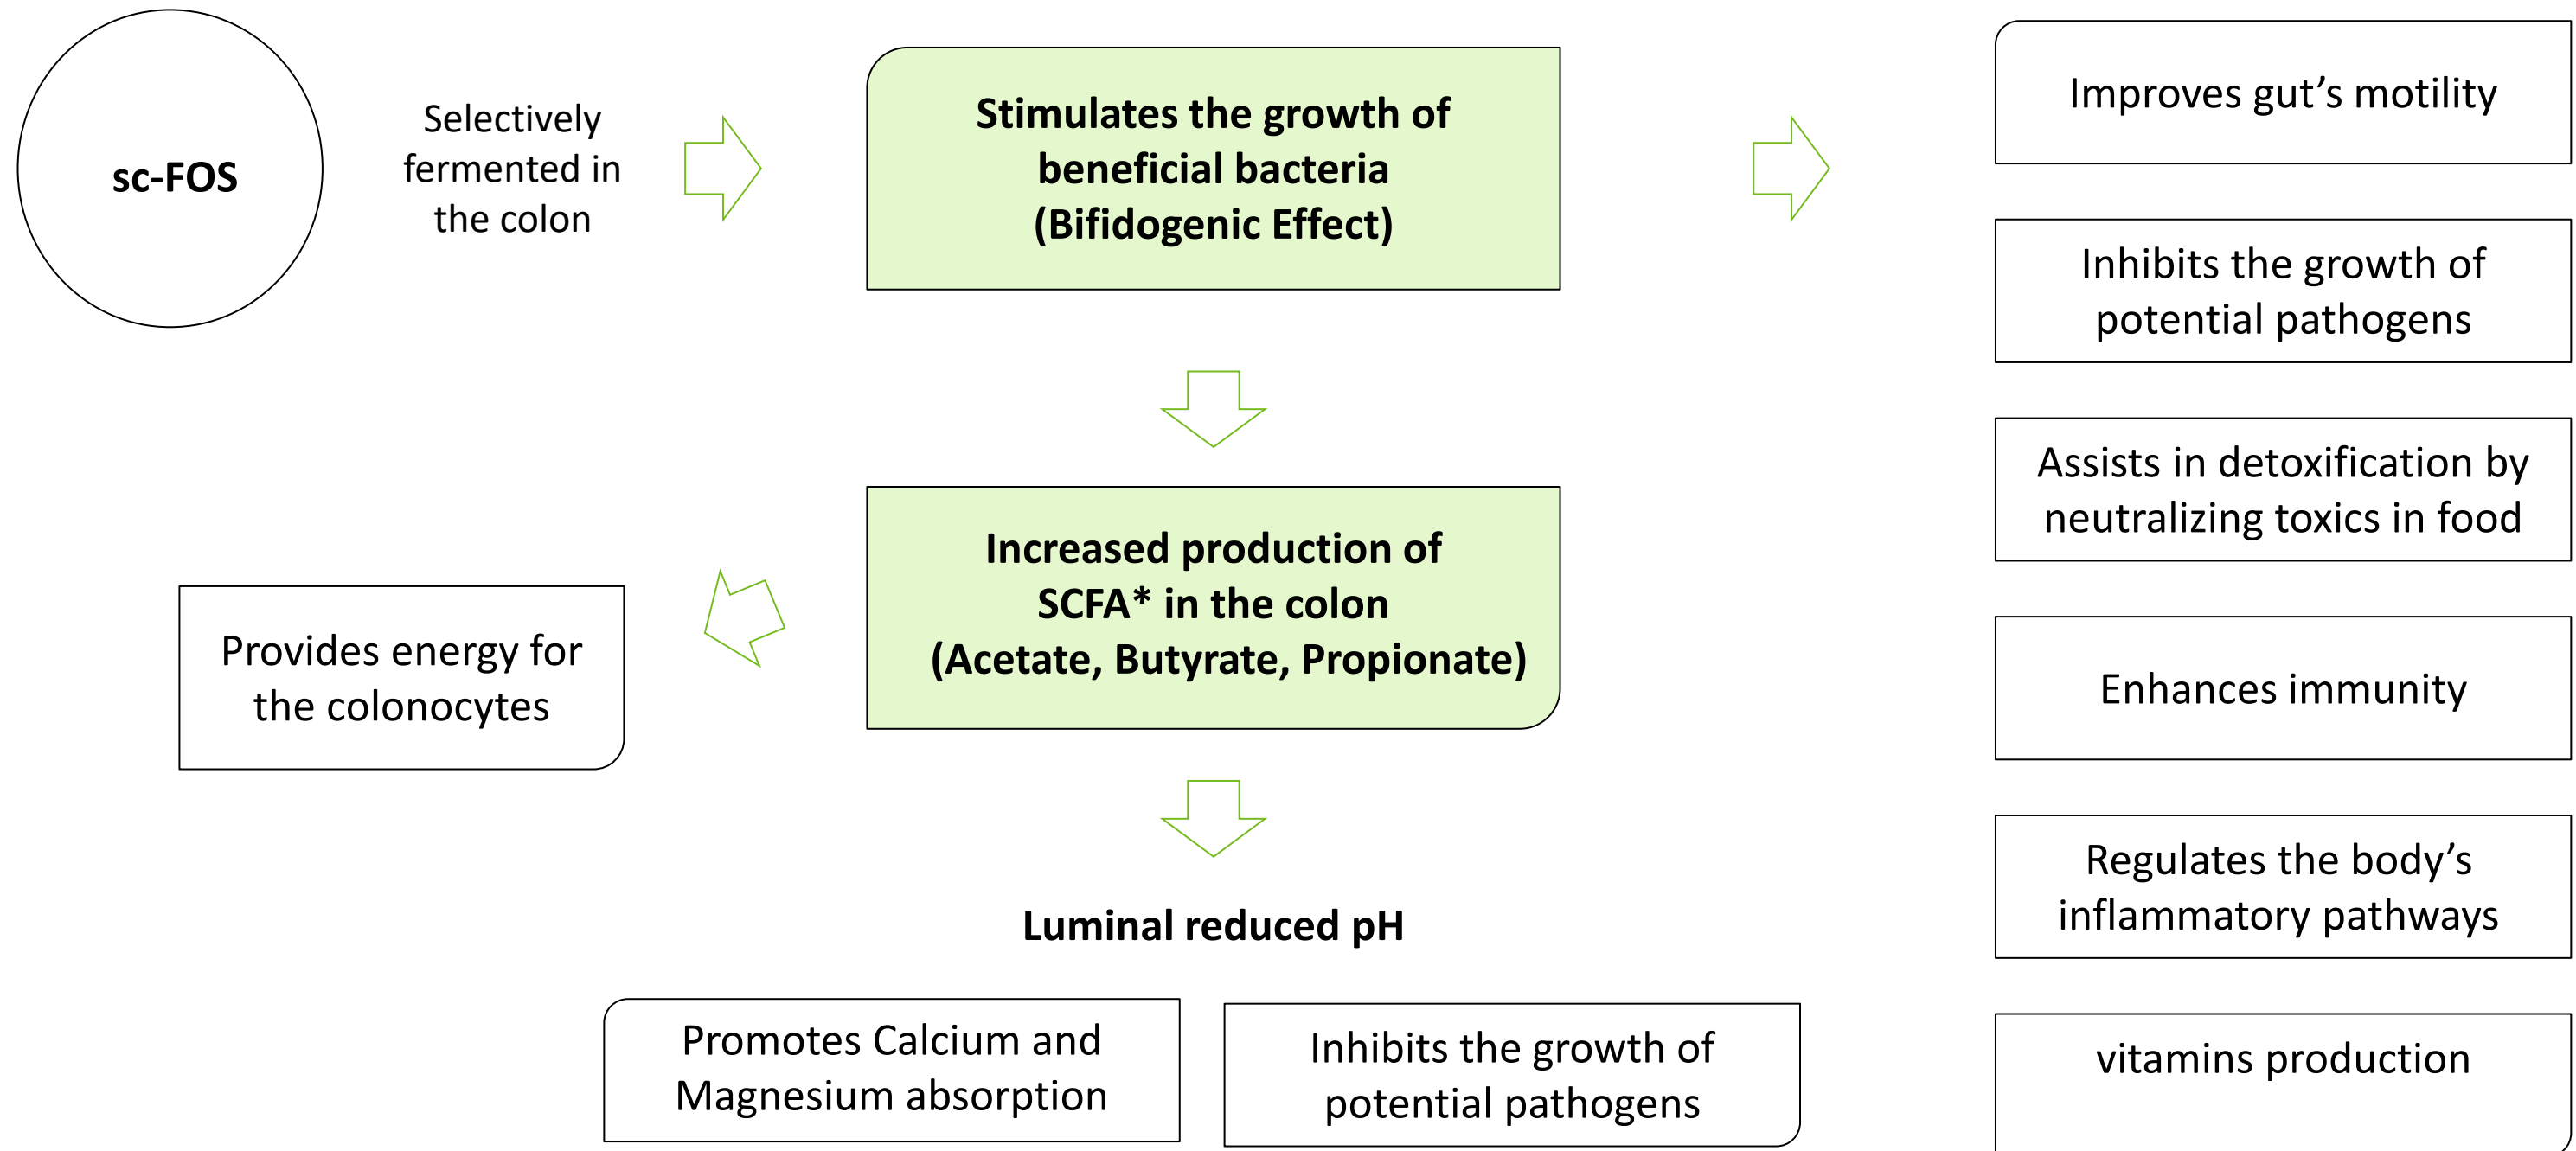 sc-FOS
Selectively
fermented in
the colon
Stimulates the growth of
beneficial bacteria
(Bifidogenic Effect)
Increased production of
SCFA* in the colon
(Acetate, Butyrate, Propionate)
Provides energy for
the colonocytes
Luminal reduced pH
Promotes Calcium and
Magnesium absorption
Inhibits the growth of
potential pathogens
Improves gut’s motility
Inhibits the growth of
potential pathogens
Assists in detoxification by
neutralizing toxics in food
Enhances immunity
Regulates the body’s
inflammatory pathways
vitamins production